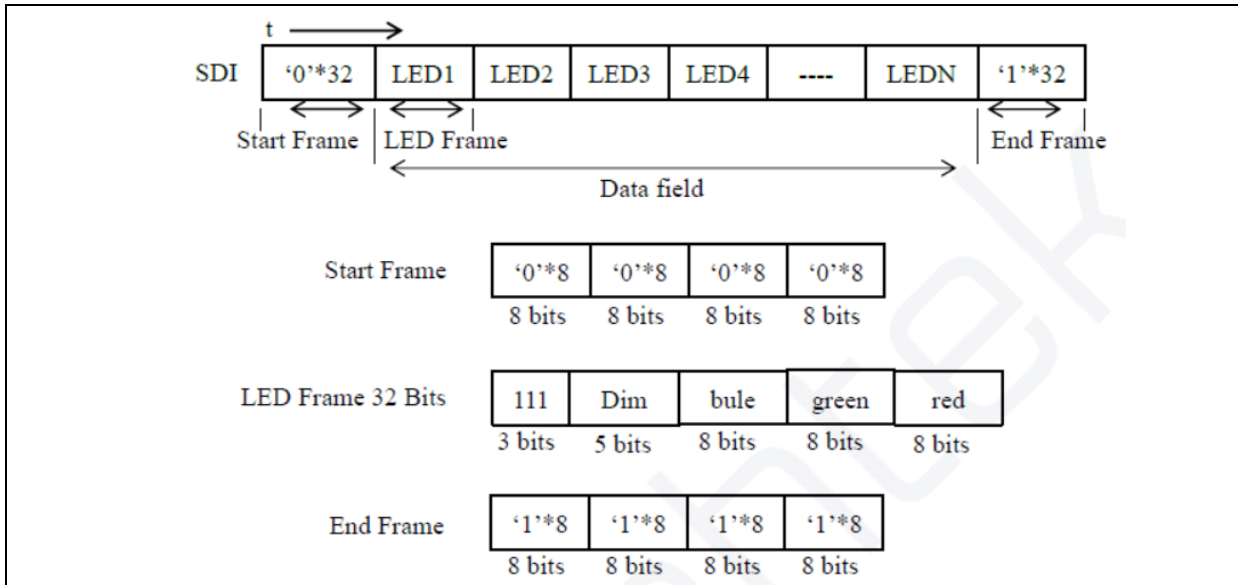 t
SDI ‘0’*32 LED1 LED2 LED3 LED4 ---- LEDN ‘1’*32
Start Frame LED Frame End Frame
Data field
Start Frame ‘0’*8 ‘0’*8 ‘0’*8 ‘0’*8
8 bits 8 bits 8 bits 8 bits
LED Frame 32 Bits 111 Dim bule green red
3 bits 5 bits 8 bits 8 bits 8 bits
End Frame ‘1’*8 ‘1’*8 ‘1’*8 ‘1’*8
8 bits 8 bits 8 bits 8 bits